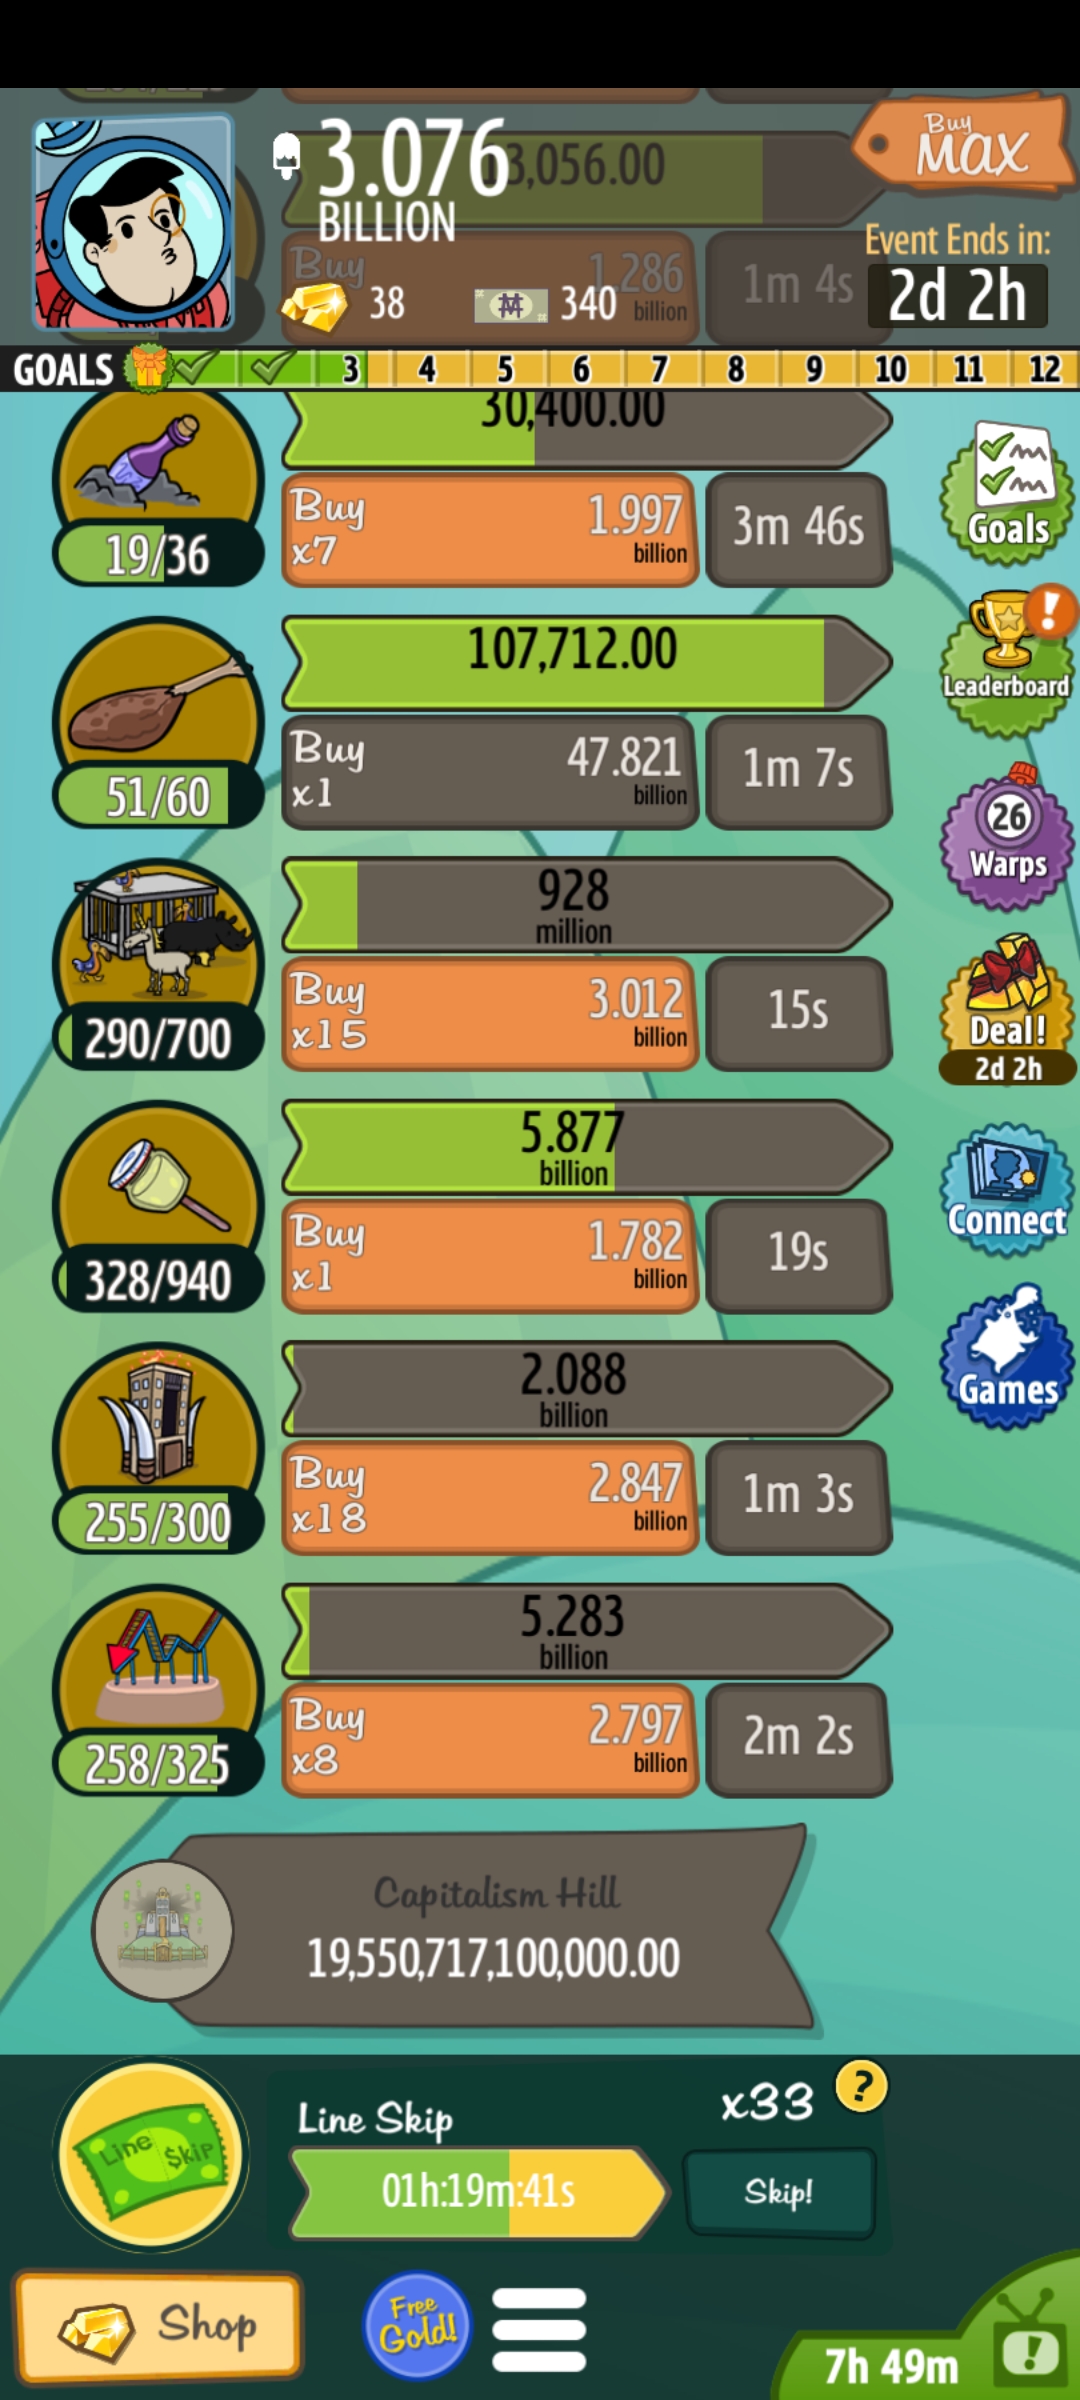 3.076
BILLION
3,056.00
Buy
MAX
Event Ends in:
2d 2h
Buy
1.286
billion
1m 4s
38
340
GOALS
3 4 5 6 7 8 9 10 11 12
30,400.00
19/36
Buy
x7
1.997
billion
3m 46s
Goals
107,712.00
51/60
Buy
x1
47.821
billion
1m 7s
!
Leaderboard
928
million
290/700
Buy
x15
3.012
billion
15s
26
Warps
Deal!
2d 2h
5.877
billion
328/940
Buy
x1
1.782
billion
19s
Connect
2.088
billion
255/300
Buy
x18
2.847
billion
1m 3s
Games
5.283
billion
258/325
Buy
x8
2.797
billion
2m 2s
Capitalism Hill
19,550,717,100,000.00
Line $kip
Line Skip
x33
?
01h:19m:41s
Skip!
Shop
Free
Gold!
7h 49m
!